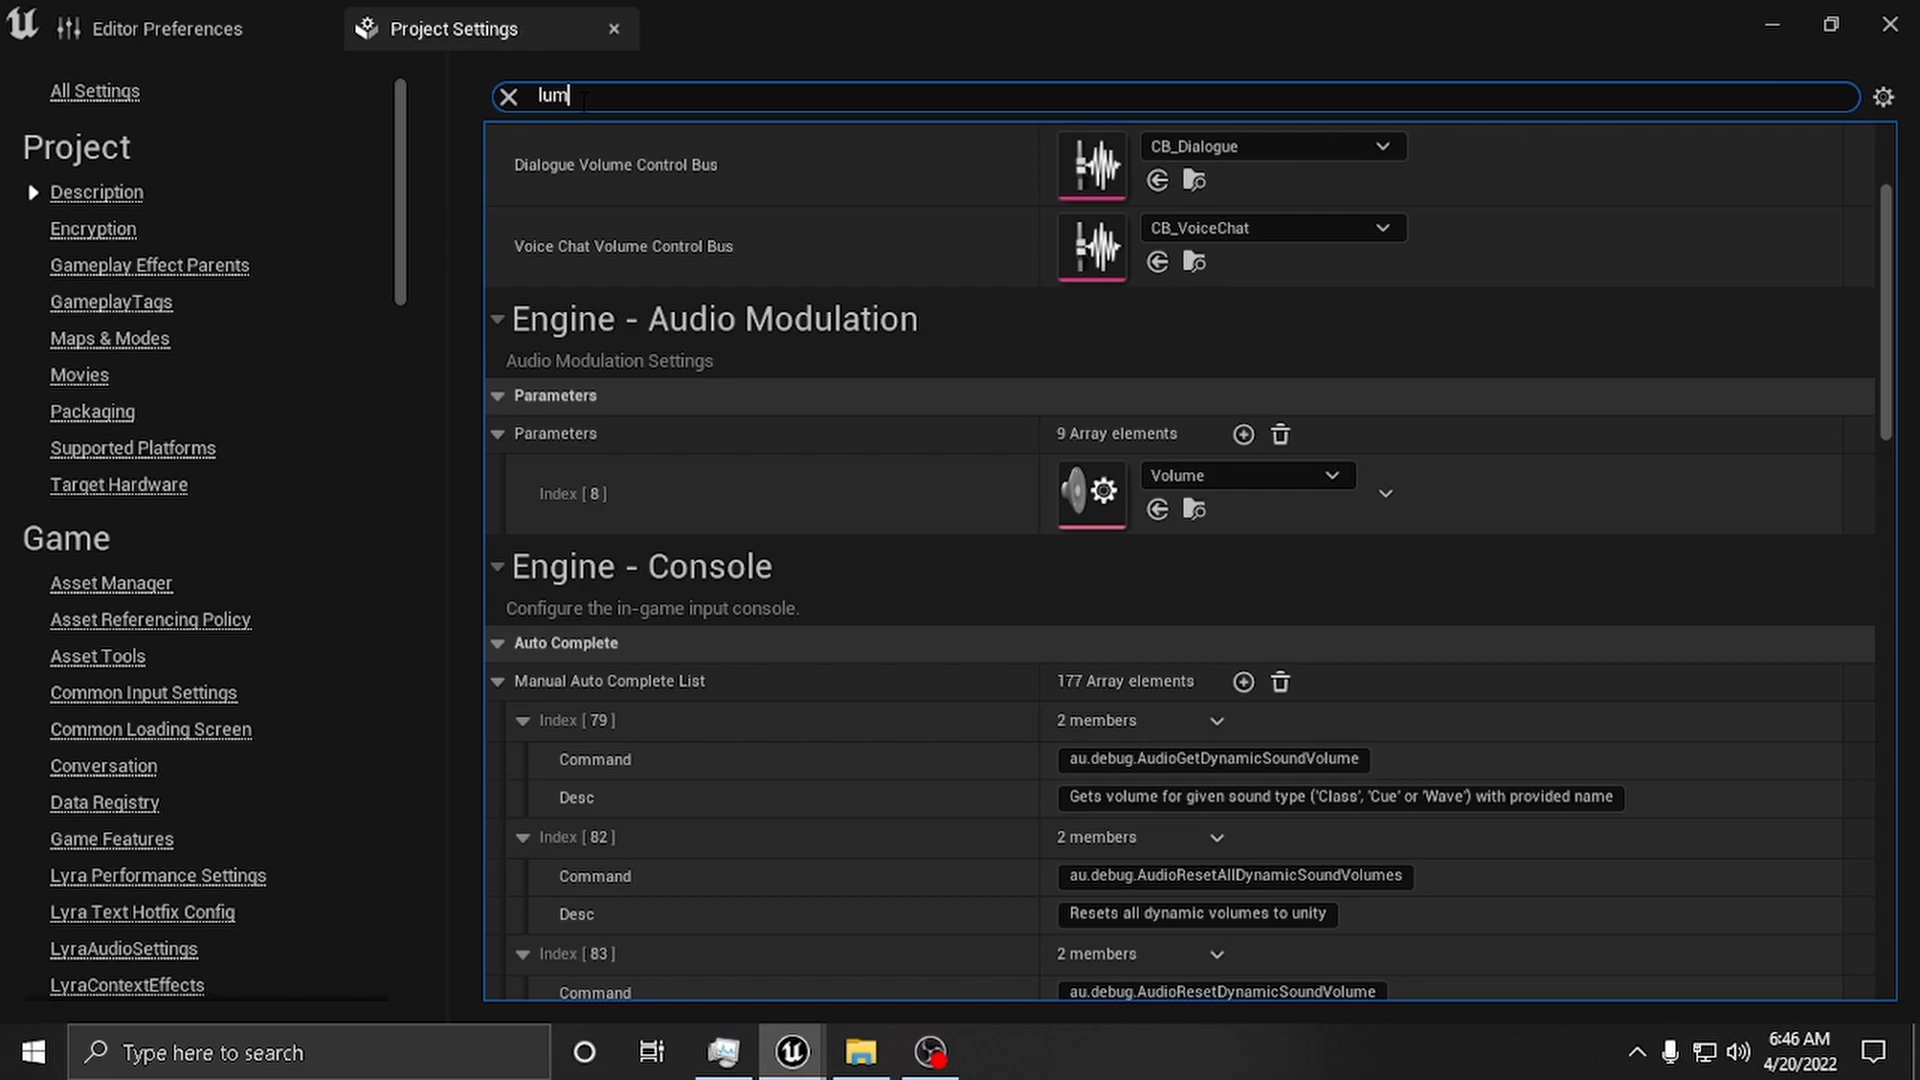 Editor Preferences
Project Settings
All Settings
Project
Description
Encryption
Gameplay Effect Parents
GameplayTags
Maps & Modes
Movies
Packaging
Supported Platforms
Target Hardware
Game
Asset Manager
Asset Referencing Policy
Asset Tools
Common Input Settings
Common Loading Screen
Conversation
Data Registry
Game Features
Lyra Performance Settings
Lyra Text Hotfix Config
LyraAudioSettings
LyraContextEffects
lum
Dialogue Volume Control Bus
CB_Dialogue
Voice Chat Volume Control Bus
CB_VoiceChat
Engine - Audio Modulation
Audio Modulation Settings
Parameters
Parameters
9 Array elements
Index [ 8 ]
Volume
Engine - Console
Configure the in-game input console.
Auto Complete
Manual Auto Complete List
177 Array elements
Index [ 79 ]
2 members
Command
au.debug.AudioGetDynamicSoundVolume
Desc
Gets volume for given sound type ('Class', 'Cue' or 'Wave') with provided name
Index [ 82 ]
2 members
Command
au.debug.AudioResetAllDynamicSoundVolumes
Desc
Resets all dynamic volumes to unity
Index [ 83 ]
2 members
Command
au.debug.AudioResetDynamicSoundVolume
Type here to search
6:46 AM
4/20/2022